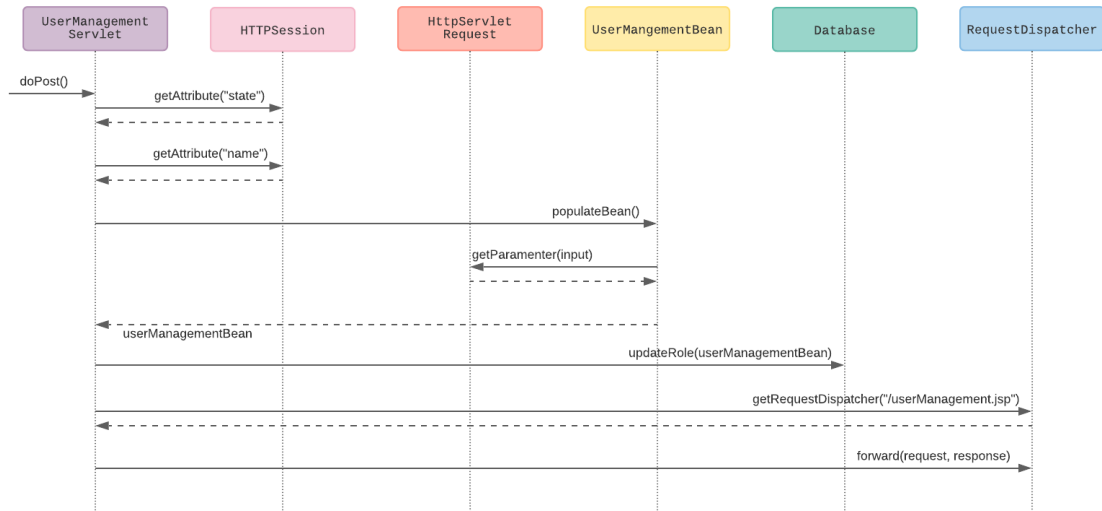 UserManagement
Servlet
HTTPSession
HttpServlet
Request
UserMangementBean
Database
RequestDispatcher
doPost()
getAttribute("state")
getAttribute("name")
populateBean()
getParamenter(input)
userManagementBean
updateRole(userManagementBean)
getRequestDispatcher("/userManagement.jsp")
forward(request, response)